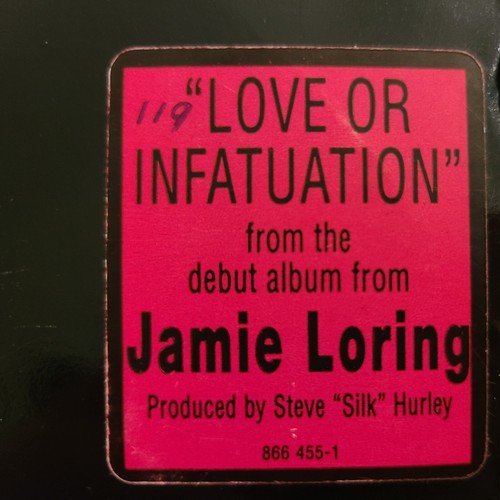 119 “LOVE OR
INFATUATION”
from the
debut album from
Jamie Loring
Produced by Steve “Silk” Hurley
866 455-1